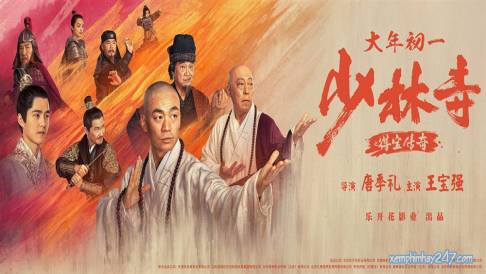 大年初一
少林寺
得宝传奇
导演 唐季礼 主演 王宝强
乐开花影业 出品
xemphimhay247.com